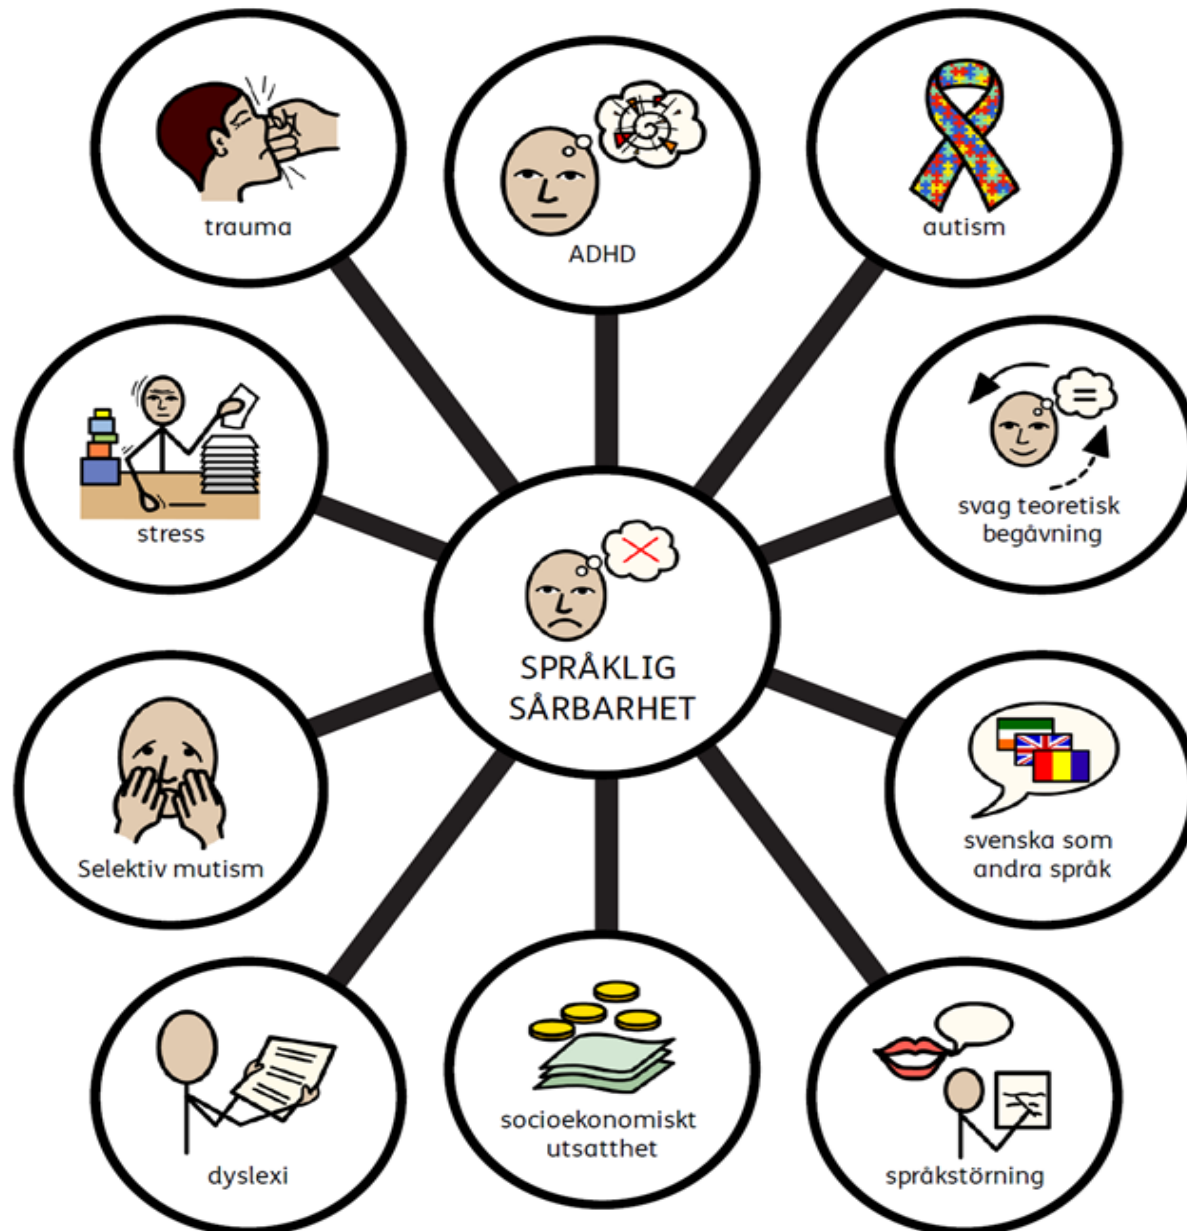 trauma
ADHD
autism
stress
svag teoretisk
begåvning
SPRÅKLIG
SÅRBARHET
Selektiv mutism
svenska som
andra språk
dyslexi
socioekonomiskt
utsatthet
språkstörning